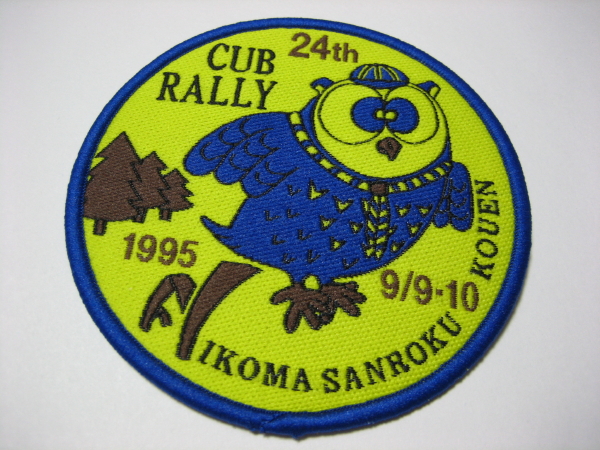 24th
CUB
RALLY
1995
9/9-10
IKOMA SANROKU KOUEN